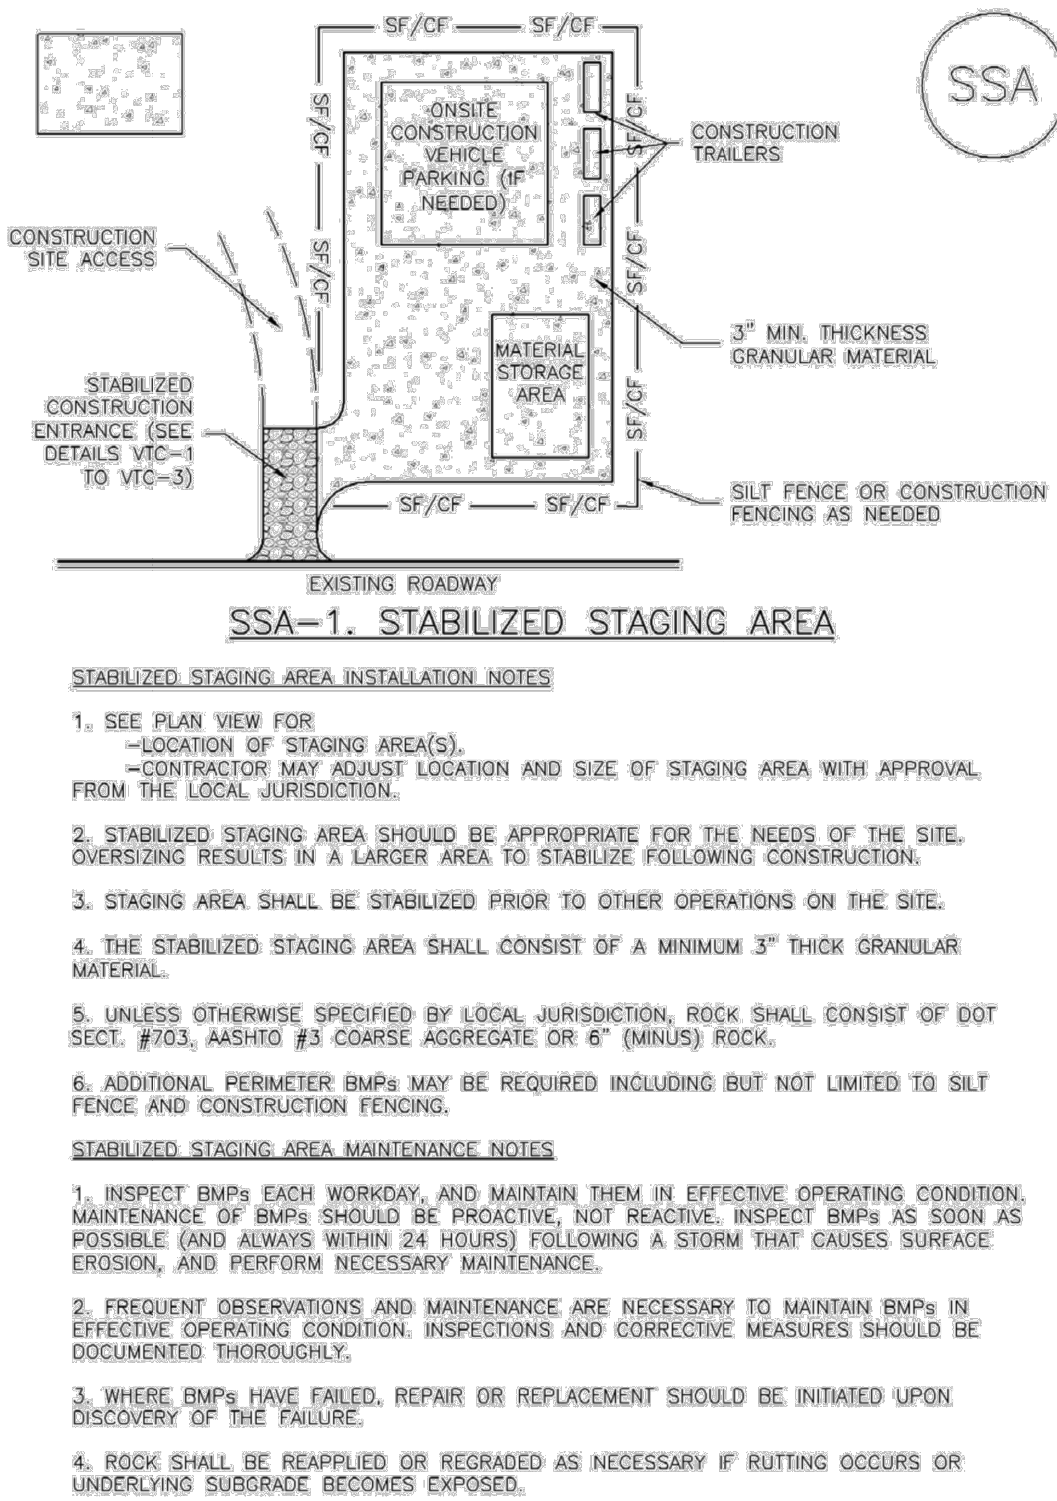 SF/CF
SF/CF
SSA
SF/CF
SF/CF
ONSITE
CONSTRUCTION
VEHICLE
PARKING (IF
NEEDED)
CONSTRUCTION
TRAILERS
CONSTRUCTION
SITE ACCESS
SF/CF
SF/CF
3" MIN. THICKNESS
GRANULAR MATERIAL
MATERIAL
STORAGE
AREA
STABILIZED
CONSTRUCTION
ENTRANCE (SEE
DETAILS VTC-1
TO VTC-3)
SF/CF
SF/CF
SF/CF
SILT FENCE OR CONSTRUCTION
FENCING AS NEEDED
EXISTING ROADWAY
SSA-1. STABILIZED STAGING AREA
STABILIZED STAGING AREA INSTALLATION NOTES
1. SEE PLAN VIEW FOR
-LOCATION OF STAGING AREA(S).
-CONTRACTOR MAY ADJUST LOCATION AND SIZE OF STAGING AREA WITH APPROVAL
FROM THE LOCAL JURISDICTION.
2. STABILIZED STAGING AREA SHOULD BE APPROPRIATE FOR THE NEEDS OF THE SITE.
OVERSIZING RESULTS IN A LARGER AREA TO STABILIZE FOLLOWING CONSTRUCTION.
3. STAGING AREA SHALL BE STABILIZED PRIOR TO OTHER OPERATIONS ON THE SITE.
4. THE STABILIZED STAGING AREA SHALL CONSIST OF A MINIMUM 3" THICK GRANULAR
MATERIAL.
5. UNLESS OTHERWISE SPECIFIED BY LOCAL JURISDICTION, ROCK SHALL CONSIST OF DOT
SECT. #703, AASHTO #3 COARSE AGGREGATE OR 6" (MINUS) ROCK.
6. ADDITIONAL PERIMETER BMPs MAY BE REQUIRED INCLUDING BUT NOT LIMITED TO SILT
FENCE AND CONSTRUCTION FENCING.
STABILIZED STAGING AREA MAINTENANCE NOTES
1. INSPECT BMPs EACH WORKDAY, AND MAINTAIN THEM IN EFFECTIVE OPERATING CONDITION.
MAINTENANCE OF BMPs SHOULD BE PROACTIVE, NOT REACTIVE. INSPECT BMPs AS SOON AS
POSSIBLE (AND ALWAYS WITHIN 24 HOURS) FOLLOWING A STORM THAT CAUSES SURFACE
EROSION, AND PERFORM NECESSARY MAINTENANCE.
2. FREQUENT OBSERVATIONS AND MAINTENANCE ARE NECESSARY TO MAINTAIN BMPs IN
EFFECTIVE OPERATING CONDITION. INSPECTIONS AND CORRECTIVE MEASURES SHOULD BE
DOCUMENTED THOROUGHLY.
3. WHERE BMPs HAVE FAILED, REPAIR OR REPLACEMENT SHOULD BE INITIATED UPON
DISCOVERY OF THE FAILURE.
4. ROCK SHALL BE REAPPLIED OR REGRADED AS NECESSARY IF RUTTING OCCURS OR
UNDERLYING SUBGRADE BECOMES EXPOSED.